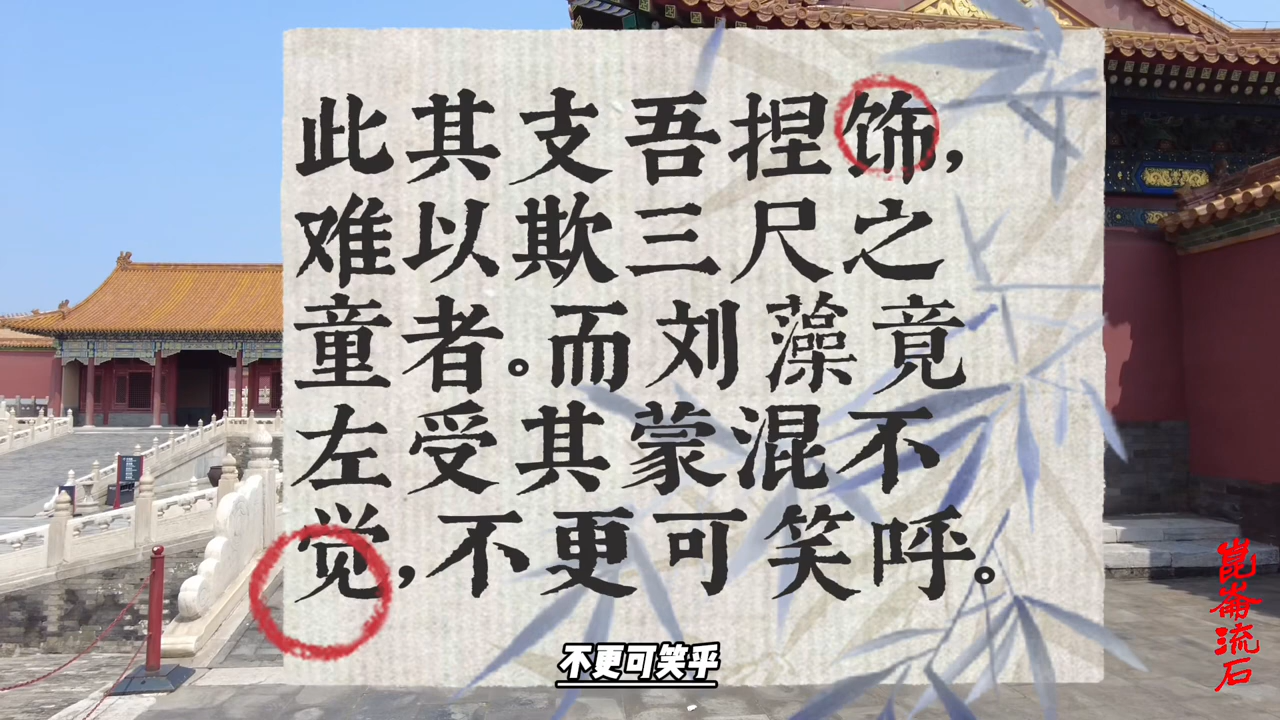 此其支吾捏饰,
难以欺三尺之
童者。而刘藻竟
左受其蒙混不
觉,不更可笑呼。
不更可笑乎
崑崙流石